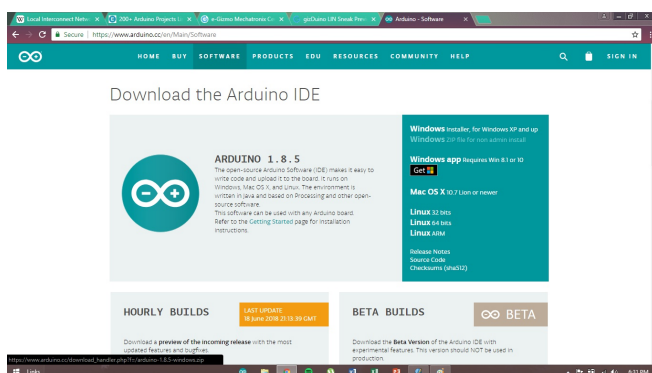 Local Interconnect Netw
200+ Arduino Projects Li
e-Gizmo Mechatronix Ce
gizDuino LIN Sneak Prev
Arduino - Software
Secure | https://www.arduino.cc/en/Main/Software
HOME BUY SOFTWARE PRODUCTS EDU RESOURCES COMMUNITY HELP SIGN IN
Download the Arduino IDE
ARDUINO 1.8.5
The open-source Arduino Software (IDE) makes it easy to
write code and upload it to the board. It runs on
Windows, Mac OS X, and Linux. The environment is
written in Java and based on Processing and other open-
source software.
This software can be used with any Arduino board.
Refer to the Getting Started page for Installation
instructions.
Windows Installer, for Windows XP and up
Windows ZIP file for non admin install
Windows app Requires Win 8.1 or 10
Get
Mac OS X 10.7 Lion or newer
Linux 32 bits
Linux 64 bits
Linux ARM
Release Notes
Source Code
Checksums (sha512)
HOURLY BUILDS
LAST UPDATE
18 June 2018 21:13:39 GMT
Download a preview of the incoming release with the most
updated features and bugfixes.
BETA BUILDS
BETA
Download the Beta Version of the Arduino IDE with
experimental features. This version should NOT be used in
production.
https://www.arduino.cc/download_handler.php?f=/arduino-1.8.5-windows.zip
Links